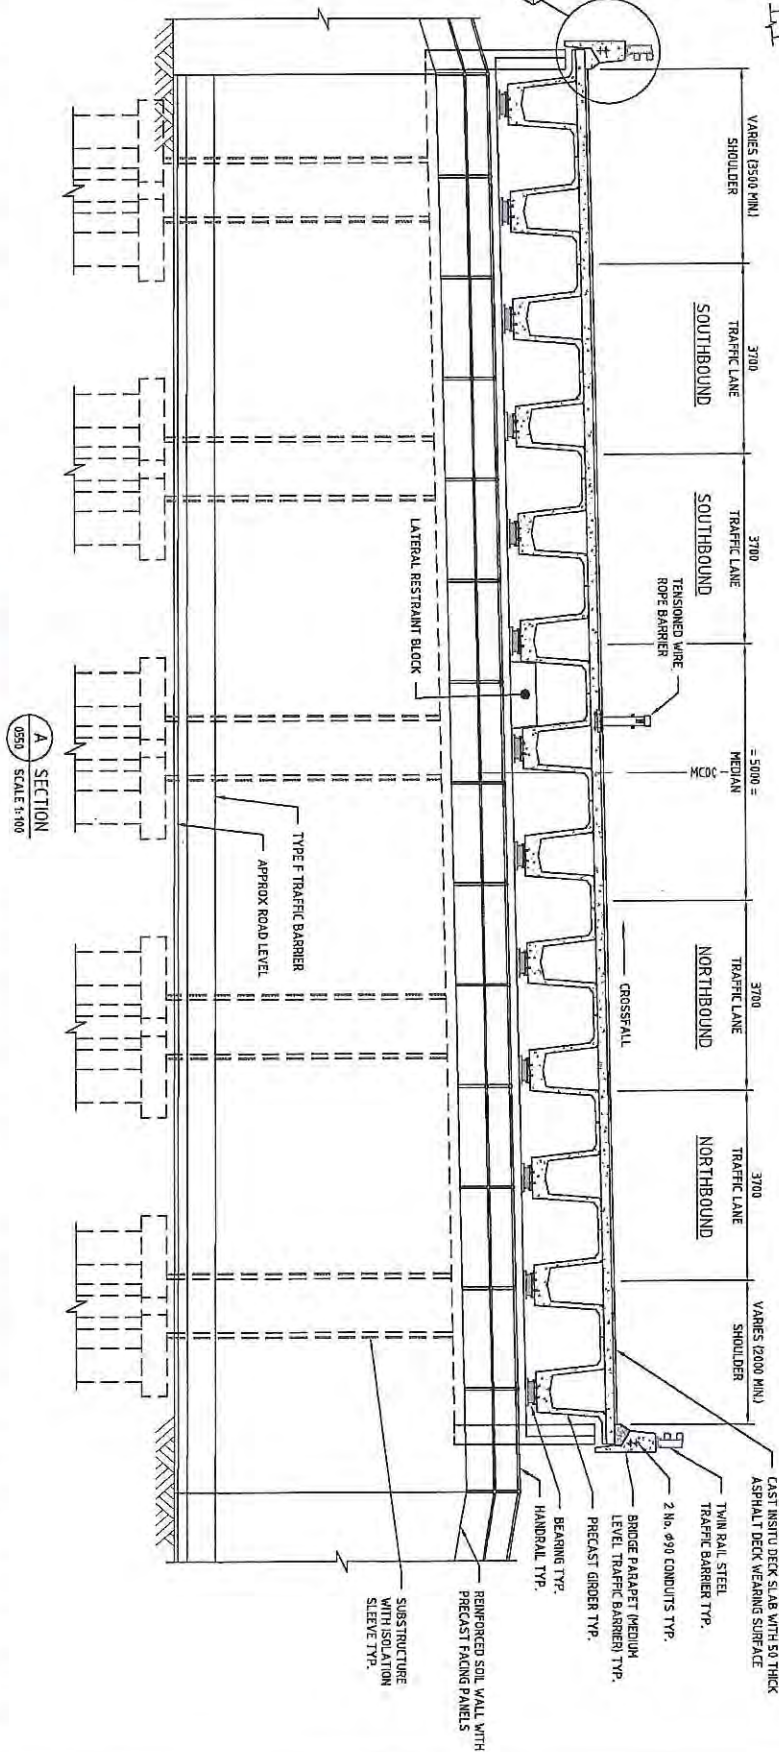 VARIES (3500 MIN.)
SHOULDER
3700
TRAFFIC LANE
SOUTHBOUND
3700
TRAFFIC LANE
SOUTHBOUND
TENSIONED WIRE
ROPE BARRIER
= 5000 =
MEDIAN
MCDC
3700
TRAFFIC LANE
NORTHBOUND
CROSSFALL
3700
TRAFFIC LANE
NORTHBOUND
VARIES (2000 MIN.)
SHOULDER
CAST INSITU DECK SLAB WITH 50 THICK
ASPHALT DECK WEARING SURFACE
TWIN RAIL STEEL
TRAFFIC BARRIER TYP.
2 No. Ø90 CONDUITS TYP.
BRIDGE PARAPET (MEDIUM
LEVEL TRAFFIC BARRIER) TYP.
PRECAST GIRDER TYP.
BEARING TYP.
HANDRAIL TYP.
REINFORCED SOIL WALL WITH
PRECAST FACING PANELS
SUBSTRUCTURE
WITH ISOLATION
SLEEVE TYP.
LATERAL RESTRAINT BLOCK
TYPE F TRAFFIC BARRIER
APPROX ROAD LEVEL
A SECTION
0550 SCALE 1:100